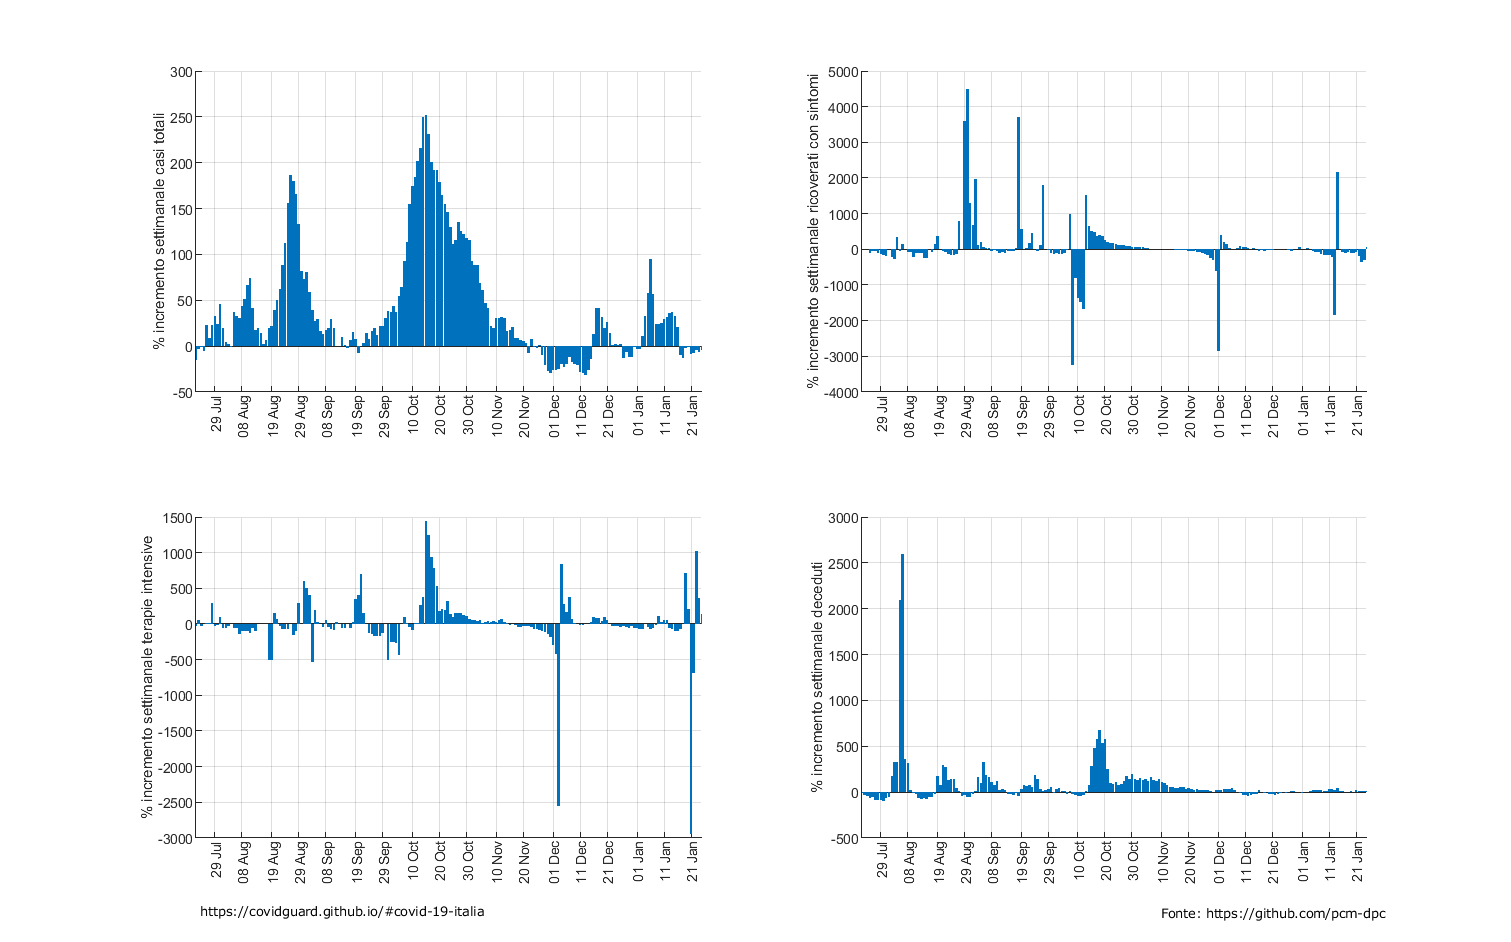 % incremento settimanale casi totali
300
250
200
150
100
50
0
-50
29 Jul
08 Aug
19 Aug
29 Aug
08 Sep
19 Sep
29 Sep
10 Oct
20 Oct
30 Oct
10 Nov
20 Nov
01 Dec
11 Dec
21 Dec
01 Jan
11 Jan
21 Jan
% incremento settimanale ricoverati con sintomi
5000
4000
3000
2000
1000
0
-1000
-2000
-3000
-4000
29 Jul
08 Aug
19 Aug
29 Aug
08 Sep
19 Sep
29 Sep
10 Oct
20 Oct
30 Oct
10 Nov
20 Nov
01 Dec
11 Dec
21 Dec
01 Jan
11 Jan
21 Jan
% incremento settimanale terapie intensive
1500
1000
500
0
-500
-1000
-1500
-2000
-2500
-3000
29 Jul
08 Aug
19 Aug
29 Aug
08 Sep
19 Sep
29 Sep
10 Oct
20 Oct
30 Oct
10 Nov
20 Nov
01 Dec
11 Dec
21 Dec
01 Jan
11 Jan
21 Jan
% incremento settimanale deceduti
3000
2500
2000
1500
1000
500
0
-500
29 Jul
08 Aug
19 Aug
29 Aug
08 Sep
19 Sep
29 Sep
10 Oct
20 Oct
30 Oct
10 Nov
20 Nov
01 Dec
11 Dec
21 Dec
01 Jan
11 Jan
21 Jan
https://covidguard.github.io/#covid-19-italia
Fonte: https://github.com/pcm-dpc